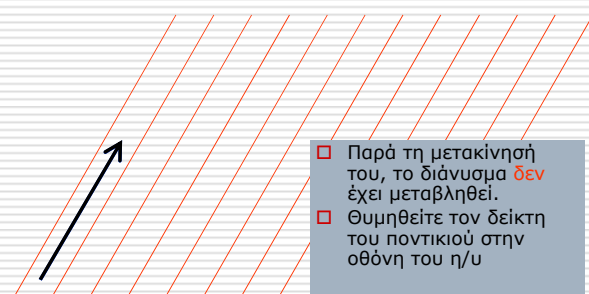 Παρά τη μετακίνησή
του, το διάνυσμα δεν
έχει μεταβληθεί.
Θυμηθείτε τον δείκτη
του ποντικιού στην
οθόνη του η/υ